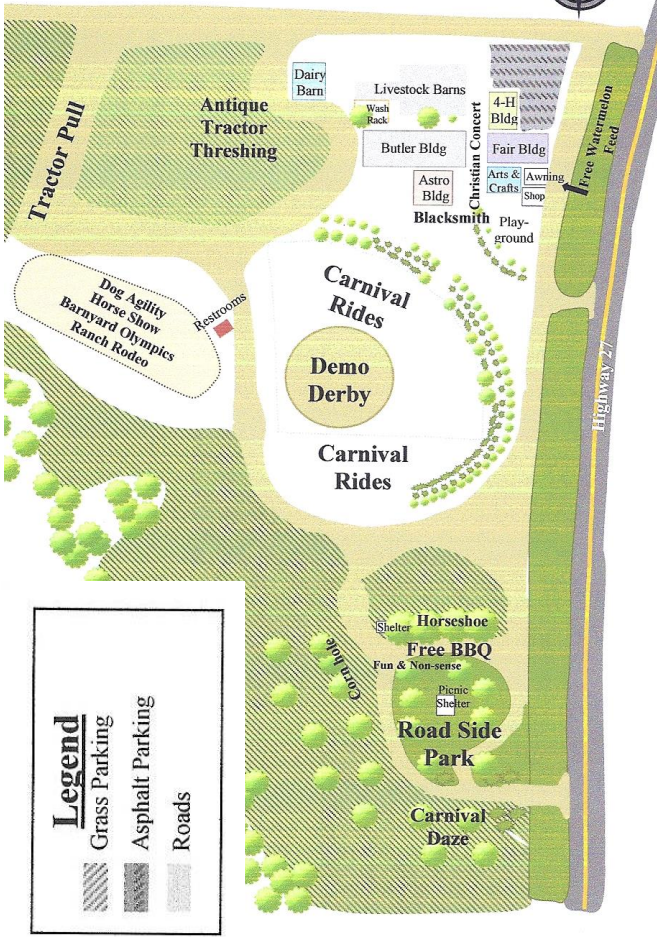 Dairy
Barn
Livestock Barns
Wash
Rack
4-H
Bldg
Antique
Tractor
Threshing
Tractor Pull
Butler Bldg
Christian Concert
Fair Bldg
Free Watermelon
Feed
Astro
Bldg
Arts &
Crafts
Awning
Shop
Blacksmith
Play-
ground
Dog Agility
Horse Show
Barnyard Olympics
Ranch Rodeo
Restrooms
Carnival
Rides
Demo
Derby
Highway 27
Carnival
Rides
Shelter
Horseshoe
Free BBQ
Fun & Non-sense
Corn hole
Picnic
Shelter
Road Side
Park
Carnival
Daze
Legend
Grass Parking
Asphalt Parking
Roads